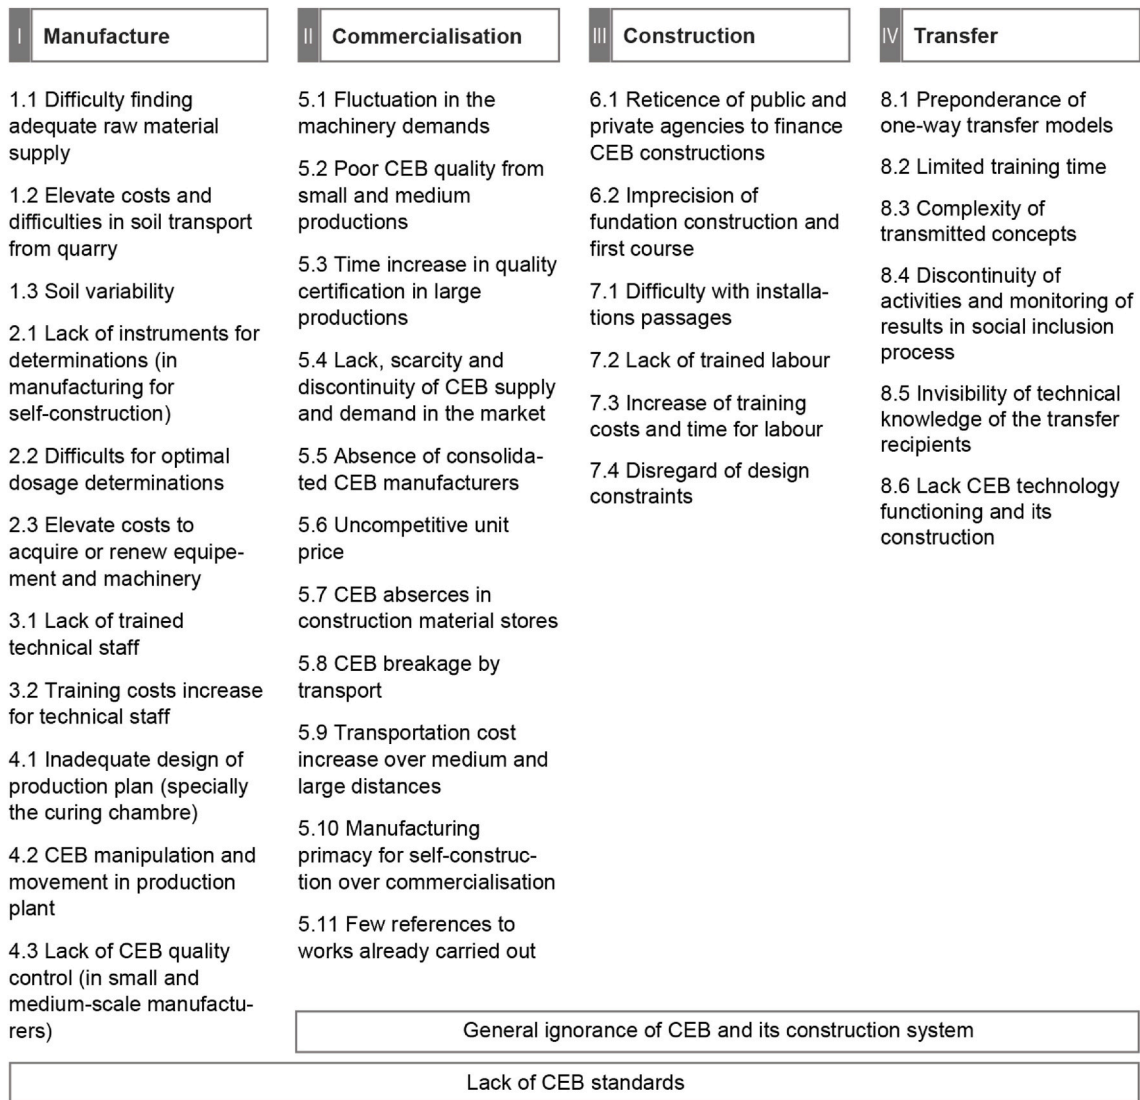 I Manufacture
1.1 Difficulty finding
adequate raw material
supply
1.2 Elevate costs and
difficulties in soil transport
from quarry
1.3 Soil variability
2.1 Lack of instruments for
determinations (in
manufacturing for
self-construction)
2.2 Difficults for optimal
dosage determinations
2.3 Elevate costs to
acquire or renew equipe-
ment and machinery
3.1 Lack of trained
technical staff
3.2 Training costs increase
for technical staff
4.1 Inadequate design of
production plan (specially
the curing chambre)
4.2 CEB manipulation and
movement in production
plant
4.3 Lack of CEB quality
control (in small and
medium-scale manufactu-
rers)
II Commercialisation
5.1 Fluctuation in the
machinery demands
5.2 Poor CEB quality from
small and medium
productions
5.3 Time increase in quality
certification in large
productions
5.4 Lack, scarcity and
discontinuity of CEB supply
and demand in the market
5.5 Absence of consolida-
ted CEB manufacturers
5.6 Uncompetitive unit
price
5.7 CEB abserces in
construction material stores
5.8 CEB breakage by
transport
5.9 Transportation cost
increase over medium and
large distances
5.10 Manufacturing
primacy for self-construc-
tion over commercialisation
5.11 Few references to
works already carried out
III Construction
6.1 Reticence of public and
private agencies to finance
CEB constructions
6.2 Imprecision of
fundation construction and
first course
7.1 Difficulty with installa-
tions passages
7.2 Lack of trained labour
7.3 Increase of training
costs and time for labour
7.4 Disregard of design
constraints
IV Transfer
8.1 Preponderance of
one-way transfer models
8.2 Limited training time
8.3 Complexity of
transmitted concepts
8.4 Discontinuity of
activities and monitoring of
results in social inclusion
process
8.5 Invisibility of technical
knowledge of the transfer
recipients
8.6 Lack CEB technology
functioning and its
construction
General ignorance of CEB and its construction system
Lack of CEB standards